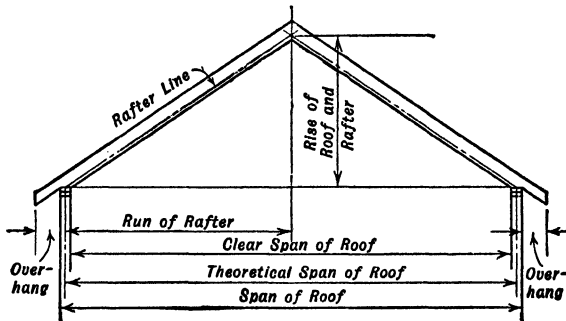 Rafter Line
Rise of
Roof and
Rafter
Run of Rafter
Clear Span of Roof
Over-
hang
Theoretical Span of Roof
Over-
hang
Span of Roof